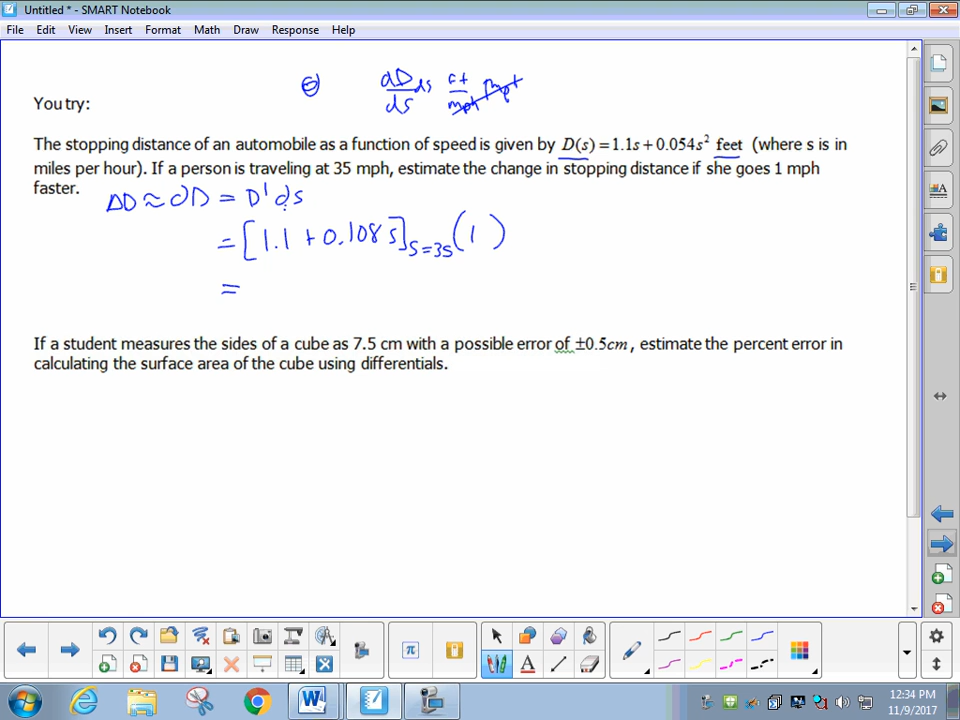 Untitled * - SMART Notebook
File Edit View Insert Format Math Draw Response Help
dD/ds ds ft/mph mph
You try:
The stopping distance of an automobile as a function of speed is given by D(s) = 1.1s + 0.054s² feet (where s is in
miles per hour). If a person is traveling at 35 mph, estimate the change in stopping distance if she goes 1 mph
faster.
ΔD ≈ dD = D' ds
= [1.1 + 0.108 s]s=35 (1 )
=
If a student measures the sides of a cube as 7.5 cm with a possible error of ±0.5cm, estimate the percent error in
calculating the surface area of the cube using differentials.
12:34 PM
11/9/2017